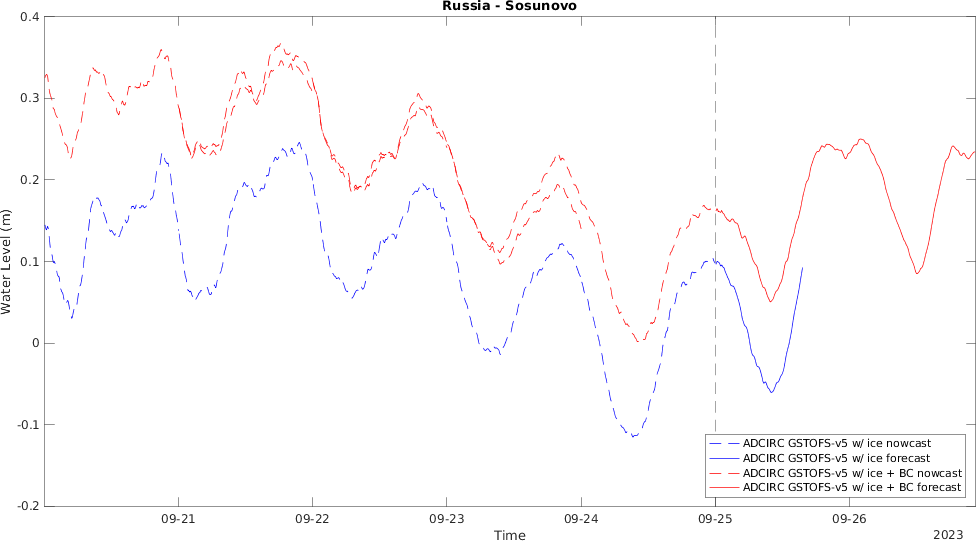 Russia - Sosunovo
0.4
0.3
0.2
0.1
0
-0.1
-0.2
Water Level (m)
09-21
09-22
09-23
09-24
09-25
09-26
Time
2023
ADCIRC GSTOFS-v5 w/ ice nowcast
ADCIRC GSTOFS-v5 w/ ice forecast
ADCIRC GSTOFS-v5 w/ ice + BC nowcast
ADCIRC GSTOFS-v5 w/ ice + BC forecast